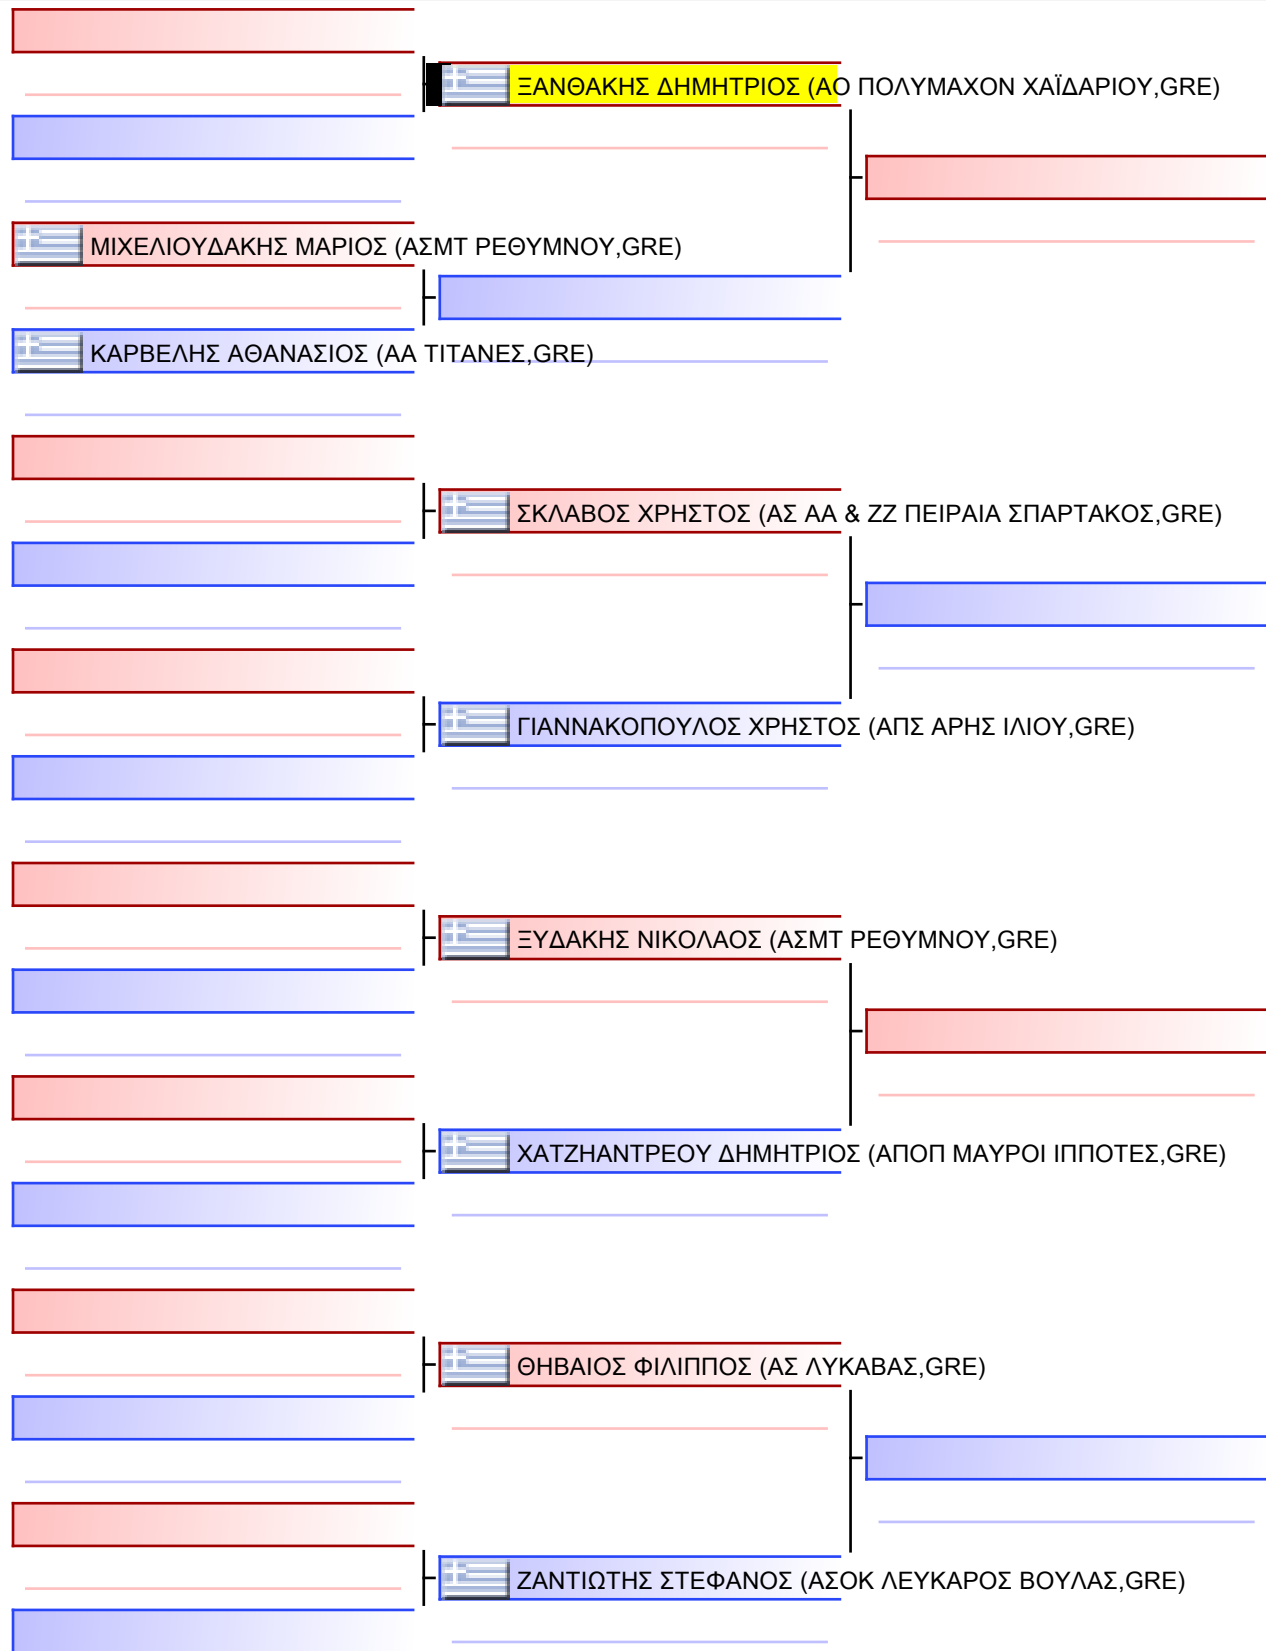 ΞΑΝΘΑΚΗΣ ΔΗΜΗΤΡΙΟΣ (ΑΟ ΠΟΛΥΜΑΧΟΝ ΧΑΪΔΑΡΙΟΥ,GRE)
ΜΙΧΕΛΙΟΥΔΑΚΗΣ ΜΑΡΙΟΣ (ΑΣΜΤ ΡΕΘΥΜΝΟΥ,GRE)
ΚΑΡΒΕΛΗΣ ΑΘΑΝΑΣΙΟΣ (ΑΑ ΤΙΤΑΝΕΣ,GRE)
ΣΚΛΑΒΟΣ ΧΡΗΣΤΟΣ (ΑΣ ΑΑ & ΖΖ ΠΕΙΡΑΙΑ ΣΠΑΡΤΑΚΟΣ,GRE)
ΓΙΑΝΝΑΚΟΠΟΥΛΟΣ ΧΡΗΣΤΟΣ (ΑΠΣ ΑΡΗΣ ΙΛΙΟΥ,GRE)
ΞΥΔΑΚΗΣ ΝΙΚΟΛΑΟΣ (ΑΣΜΤ ΡΕΘΥΜΝΟΥ,GRE)
ΧΑΤΖΗΑΝΤΡΕΟΥ ΔΗΜΗΤΡΙΟΣ (ΑΠΟΠ ΜΑΥΡΟΙ ΙΠΠΟΤΕΣ,GRE)
ΘΗΒΑΙΟΣ ΦΙΛΙΠΠΟΣ (ΑΣ ΛΥΚΑΒΑΣ,GRE)
ΖΑΝΤΙΩΤΗΣ ΣΤΕΦΑΝΟΣ (ΑΣΟΚ ΛΕΥΚΑΡΟΣ ΒΟΥΛΑΣ,GRE)